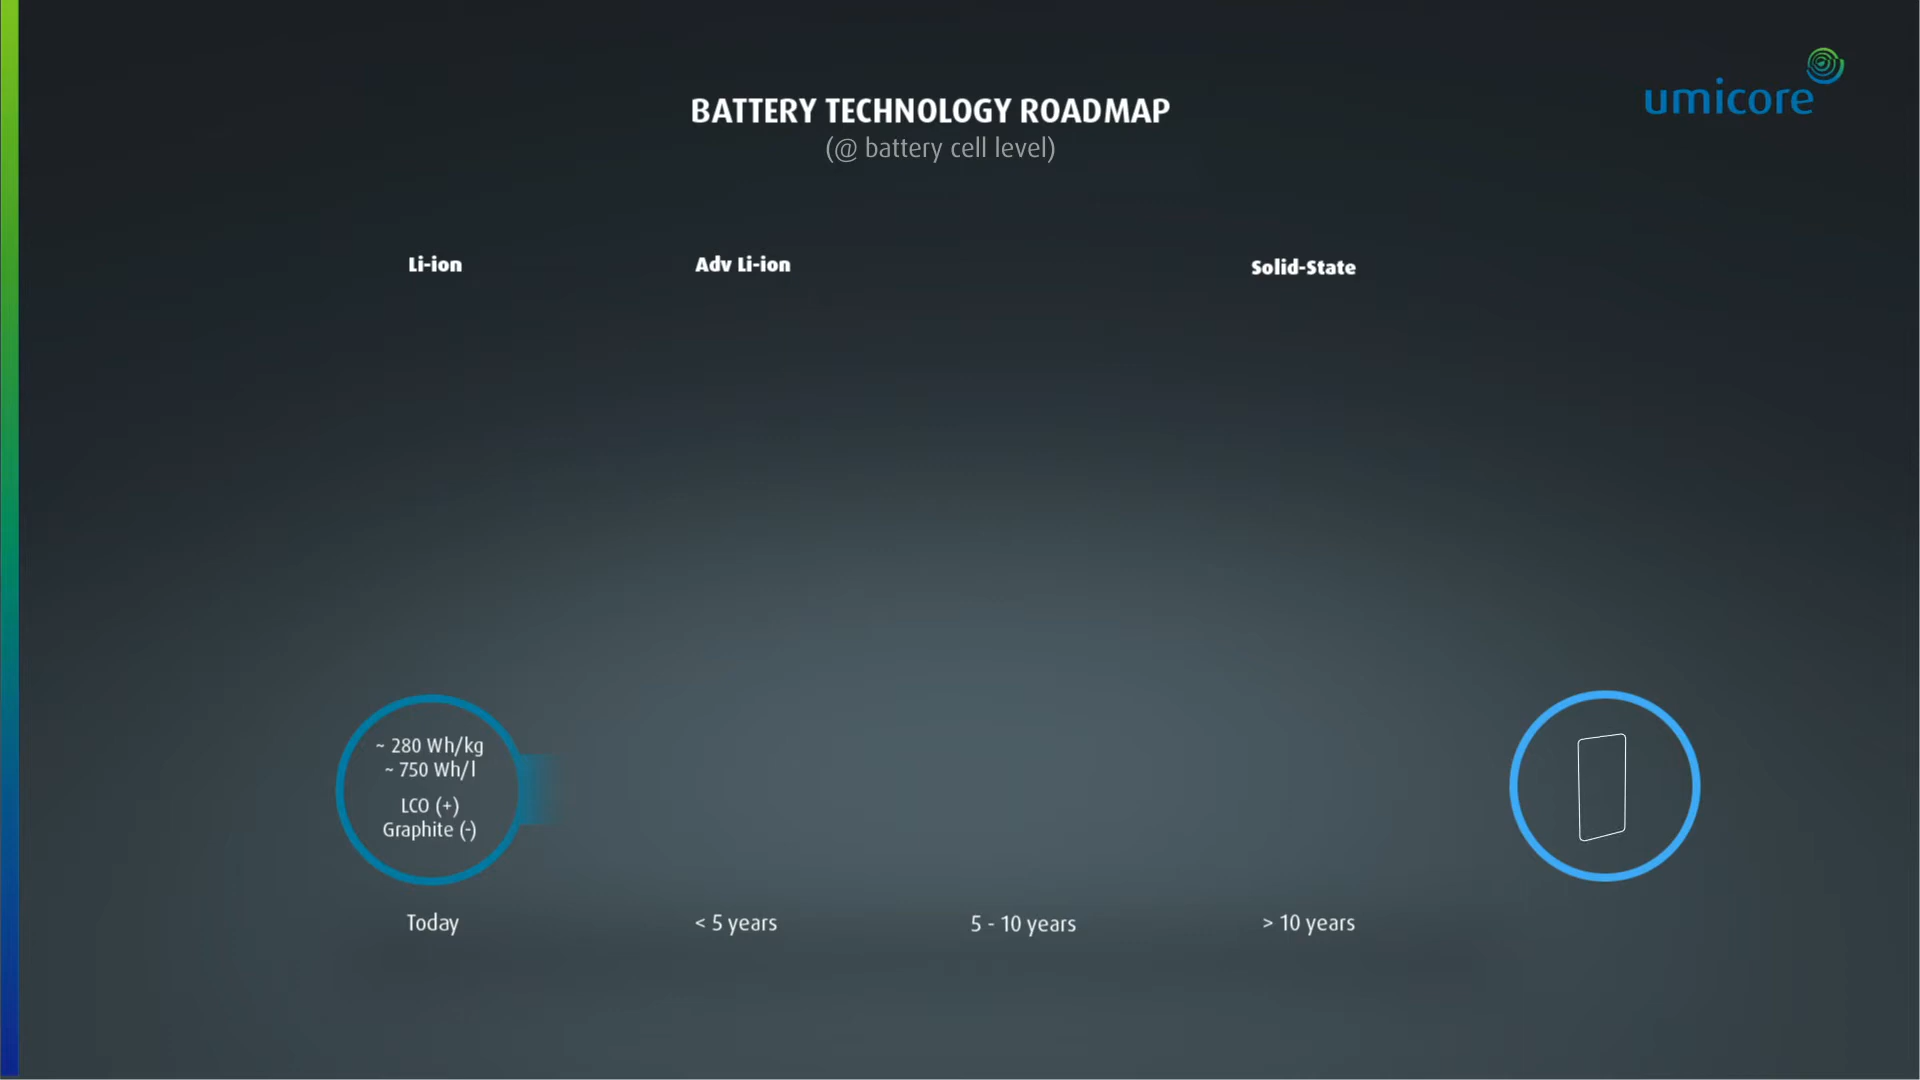 umicore
BATTERY TECHNOLOGY ROADMAP
(@ battery cell level)
Li-ion
Adv Li-ion
Solid-State
~ 280 Wh/kg
~ 750 Wh/l
LCO (+)
Graphite (-)
Today
< 5 years
5 - 10 years
> 10 years